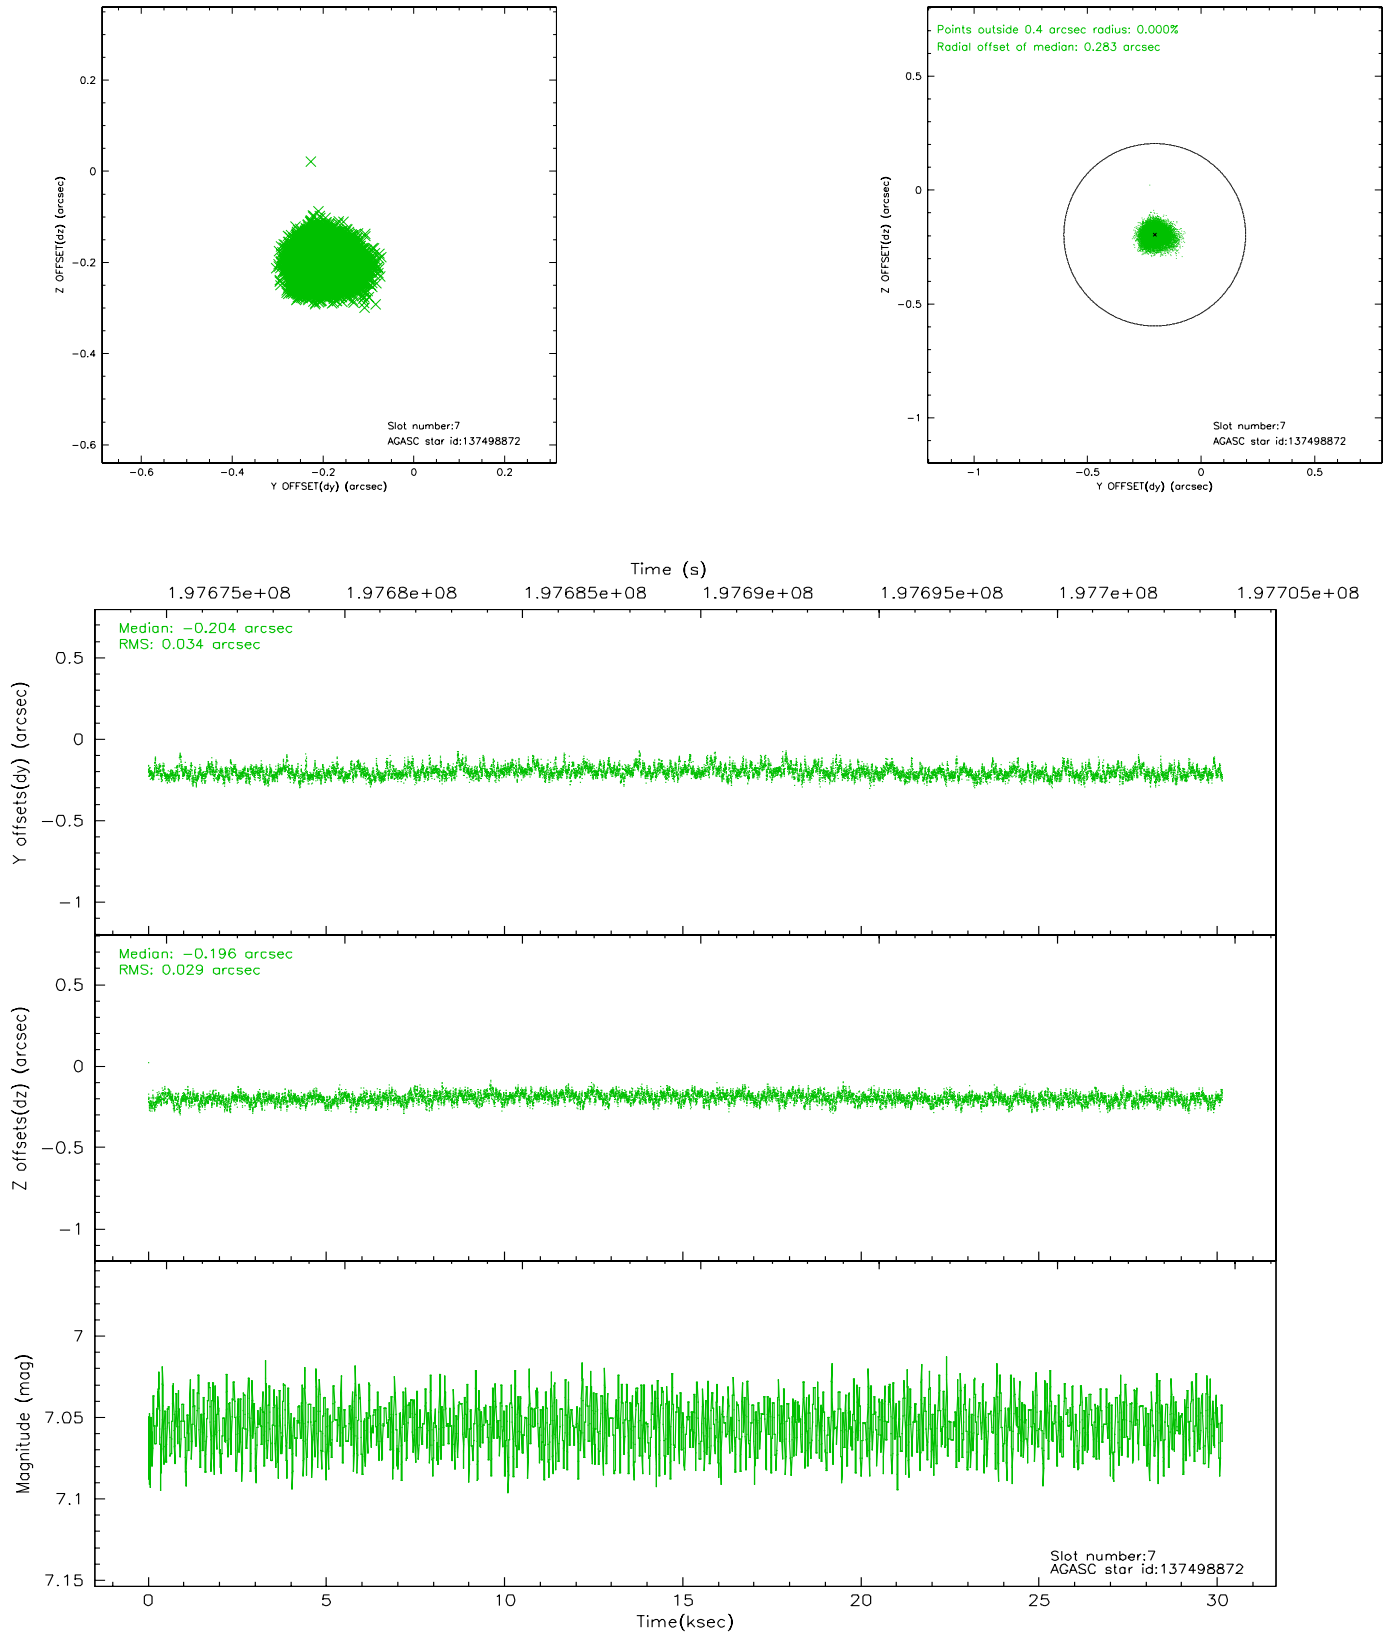 0.2
0
−0.2
−0.4
−0.6
Z OFFSET(dz) (arcsec)
−0.6 −0.4 −0.2 0 0.2
Y OFFSET(dy) (arcsec)
Slot number:7
AGASC star id:137498872
Points outside 0.4 arcsec radius: 0.000%
Radial offset of median: 0.283 arcsec
0.5
0
−0.5
−1
Z OFFSET(dz) (arcsec)
−1 −0.5 0 0.5
Y OFFSET(dy) (arcsec)
Slot number:7
AGASC star id:137498872
Time (s)
1.97675e+08 1.9768e+08 1.97685e+08 1.9769e+08 1.97695e+08 1.977e+08 1.97705e+08
Median: −0.204 arcsec
RMS: 0.034 arcsec
0.5
0
−0.5
−1
Y offsets(dy) (arcsec)
Median: −0.196 arcsec
RMS: 0.029 arcsec
0.5
0
−0.5
−1
Z offsets(dz) (arcsec)
7
7.05
7.1
7.15
Magnitude (mag)
Slot number:7
AGASC star id:137498872
0 5 10 15 20 25 30
Time(ksec)